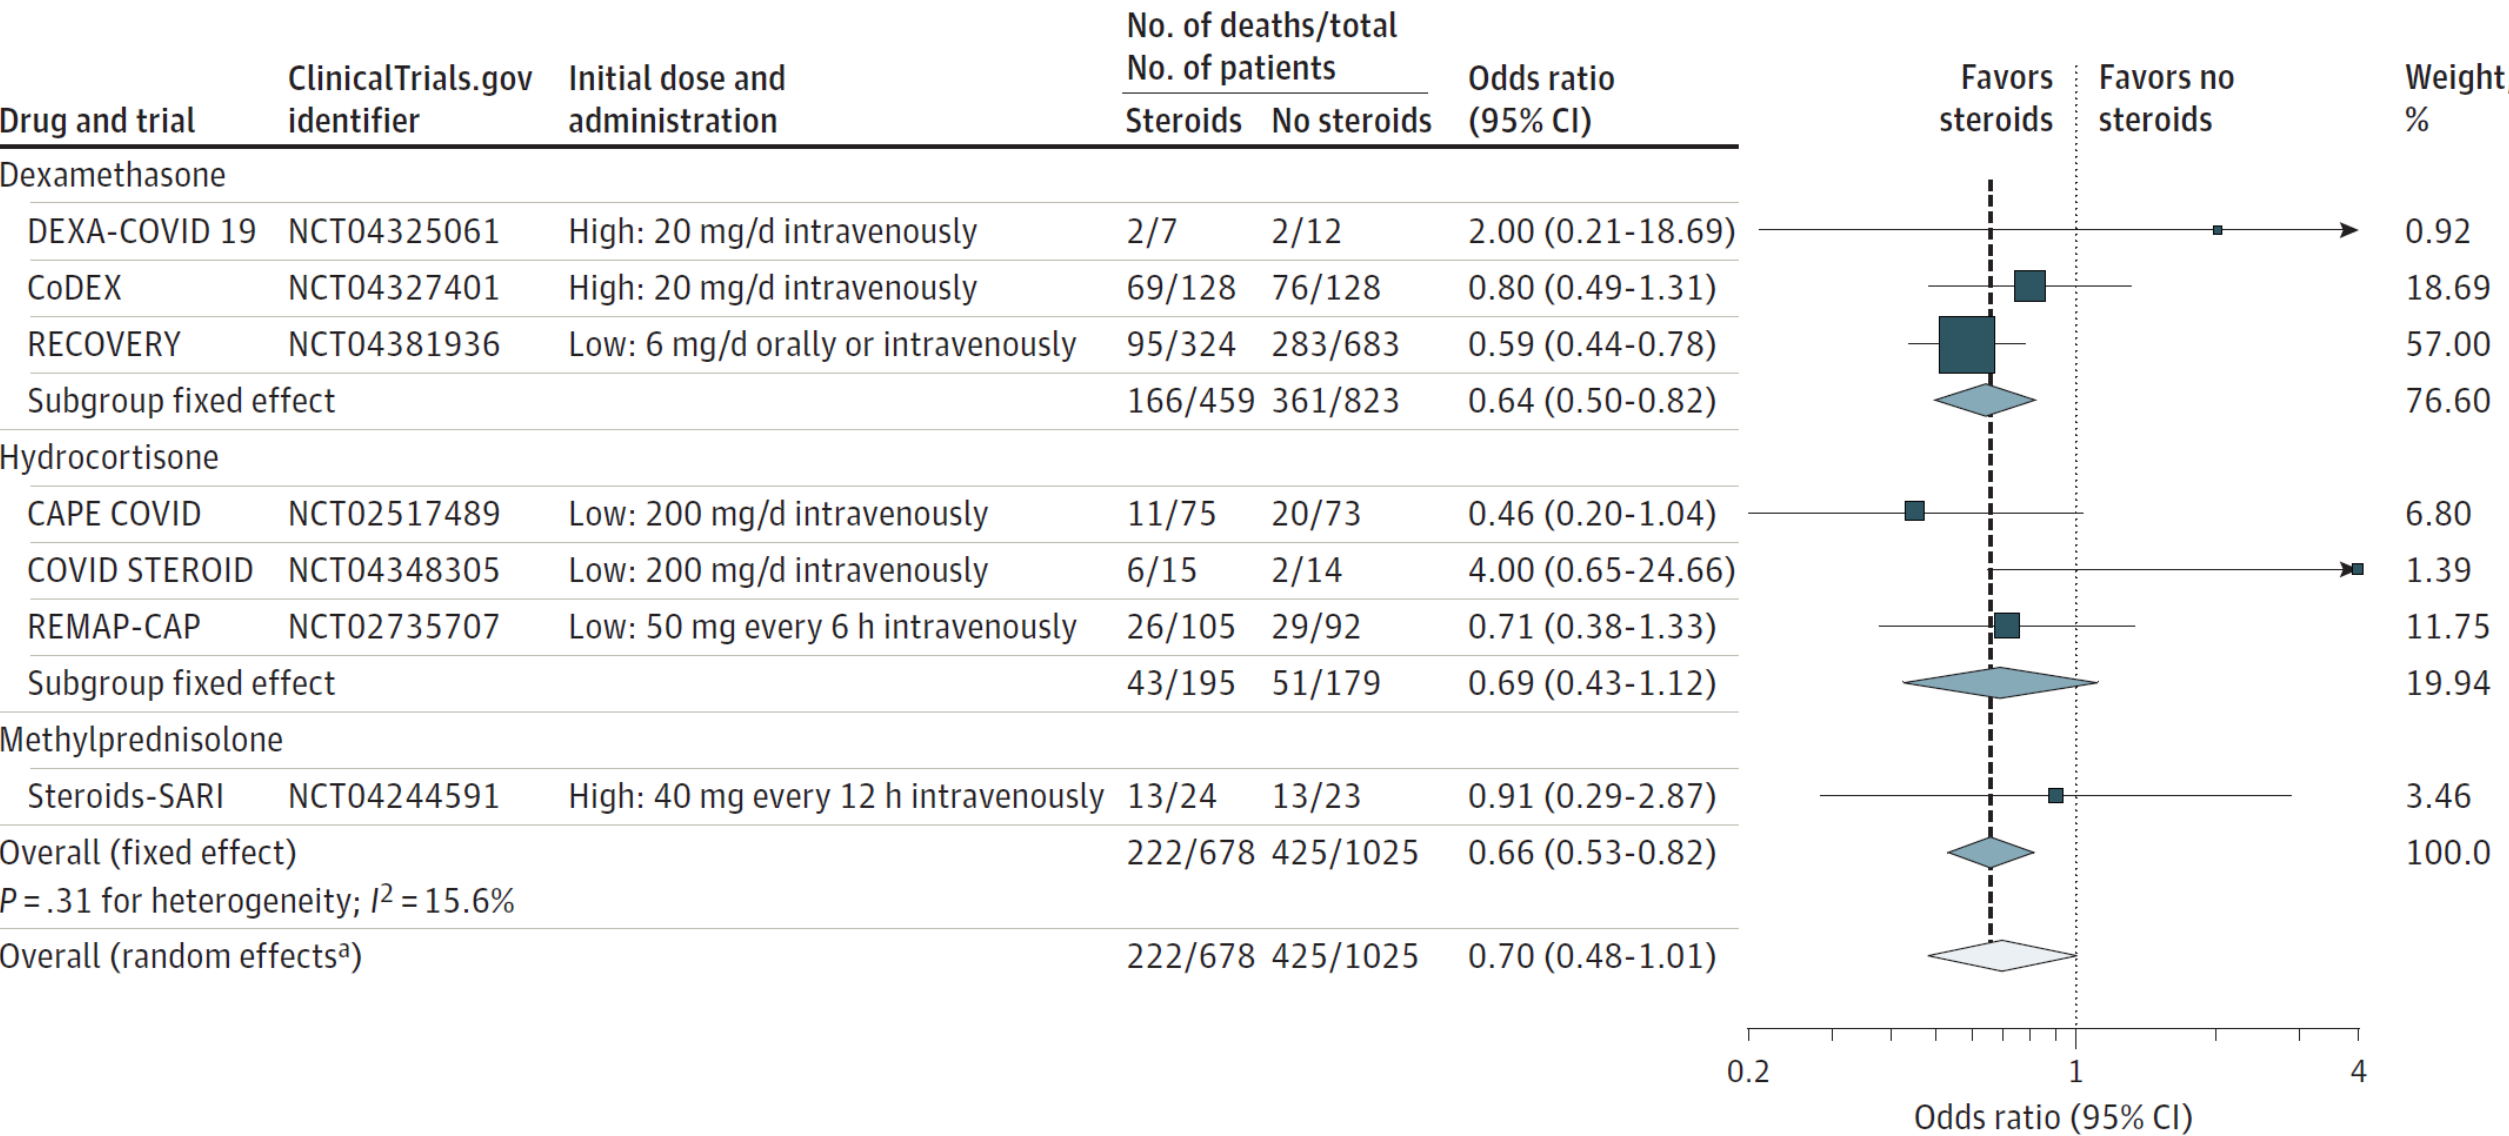 No. of deaths/total
No. of patients
Drug and trial ClinicalTrials.gov identifier Initial dose and administration Steroids No steroids Odds ratio (95% CI) Favors steroids Favors no steroids Weight, %
Dexamethasone
DEXA-COVID 19 NCT04325061 High: 20 mg/d intravenously 2/7 2/12 2.00 (0.21-18.69) 0.92
CoDEX NCT04327401 High: 20 mg/d intravenously 69/128 76/128 0.80 (0.49-1.31) 18.69
RECOVERY NCT04381936 Low: 6 mg/d orally or intravenously 95/324 283/683 0.59 (0.44-0.78) 57.00
Subgroup fixed effect 166/459 361/823 0.64 (0.50-0.82) 76.60
Hydrocortisone
CAPE COVID NCT02517489 Low: 200 mg/d intravenously 11/75 20/73 0.46 (0.20-1.04) 6.80
COVID STEROID NCT04348305 Low: 200 mg/d intravenously 6/15 2/14 4.00 (0.65-24.66) 1.39
REMAP-CAP NCT02735707 Low: 50 mg every 6 h intravenously 26/105 29/92 0.71 (0.38-1.33) 11.75
Subgroup fixed effect 43/195 51/179 0.69 (0.43-1.12) 19.94
Methylprednisolone
Steroids-SARI NCT04244591 High: 40 mg every 12 h intravenously 13/24 13/23 0.91 (0.29-2.87) 3.46
Overall (fixed effect) 222/678 425/1025 0.66 (0.53-0.82) 100.0
P = .31 for heterogeneity; I2 = 15.6%
Overall (random effectsa) 222/678 425/1025 0.70 (0.48-1.01)
0.2 1 4
Odds ratio (95% CI)